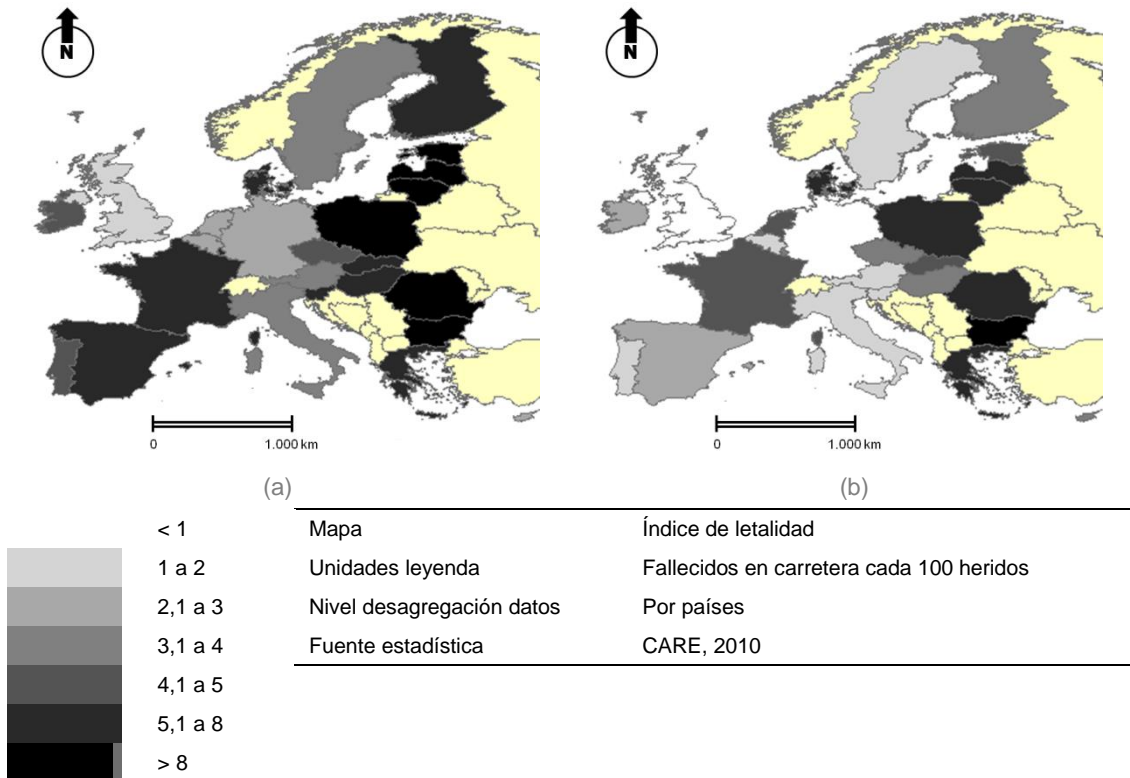 N
N
0 1.000 km
0 1.000 km
(a) (b)
< 1 Mapa Índice de letalidad
1 a 2 Unidades leyenda Fallecidos en carretera cada 100 heridos
2,1 a 3 Nivel desagregación datos Por países
3,1 a 4 Fuente estadística CARE, 2010
4,1 a 5
5,1 a 8
> 8